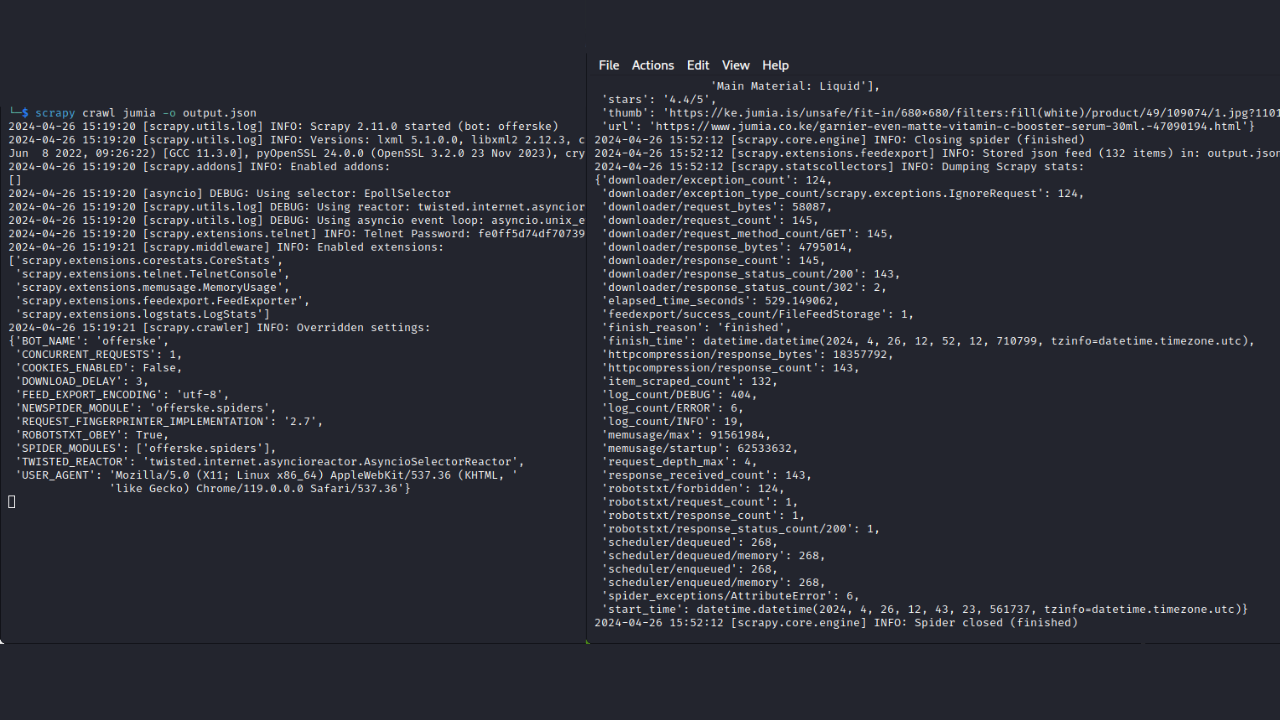 └─$ scrapy crawl jumia -o output.json
2024-04-26 15:19:20 [scrapy.utils.log] INFO: Scrapy 2.11.0 started (bot: offerske)
2024-04-26 15:19:20 [scrapy.utils.log] INFO: Versions: lxml 5.1.0.0, libxml2 2.12.3, c
Jun  8 2022, 09:26:22) [GCC 11.3.0], pyOpenSSL 24.0.0 (OpenSSL 3.2.0 23 Nov 2023), cry
2024-04-26 15:19:20 [scrapy.addons] INFO: Enabled addons:
[]
2024-04-26 15:19:20 [asyncio] DEBUG: Using selector: EpollSelector
2024-04-26 15:19:20 [scrapy.utils.log] DEBUG: Using reactor: twisted.internet.asyncior
2024-04-26 15:19:20 [scrapy.utils.log] DEBUG: Using asyncio event loop: asyncio.unix_e
2024-04-26 15:19:20 [scrapy.extensions.telnet] INFO: Telnet Password: fe0ff5d74df70739
2024-04-26 15:19:21 [scrapy.middleware] INFO: Enabled extensions:
['scrapy.extensions.corestats.CoreStats',
 'scrapy.extensions.telnet.TelnetConsole',
 'scrapy.extensions.memusage.MemoryUsage',
 'scrapy.extensions.feedexport.FeedExporter',
 'scrapy.extensions.logstats.LogStats']
2024-04-26 15:19:21 [scrapy.crawler] INFO: Overridden settings:
{'BOT_NAME': 'offerske',
 'CONCURRENT_REQUESTS': 1,
 'COOKIES_ENABLED': False,
 'DOWNLOAD_DELAY': 3,
 'FEED_EXPORT_ENCODING': 'utf-8',
 'NEWSPIDER_MODULE': 'offerske.spiders',
 'REQUEST_FINGERPRINTER_IMPLEMENTATION': '2.7',
 'ROBOTSTXT_OBEY': True,
 'SPIDER_MODULES': ['offerske.spiders'],
 'TWISTED_REACTOR': 'twisted.internet.asyncioreactor.AsyncioSelectorReactor',
 'USER_AGENT': 'Mozilla/5.0 (X11; Linux x86_64) AppleWebKit/537.36 (KHTML, '
               'like Gecko) Chrome/119.0.0.0 Safari/537.36'}
File Actions Edit View Help
                'Main Material: Liquid'],
 'stars': '4.4/5',
 'thumb': 'https://ke.jumia.is/unsafe/fit-in/680×680/filters:fill(white)/product/49/109074/1.jpg?1101
 'url': 'https://www.jumia.co.ke/garnier-even-matte-vitamin-c-booster-serum-30ml.-47090194.html'}
2024-04-26 15:52:12 [scrapy.core.engine] INFO: Closing spider (finished)
2024-04-26 15:52:12 [scrapy.extensions.feedexport] INFO: Stored json feed (132 items) in: output.json
2024-04-26 15:52:12 [scrapy.statscollectors] INFO: Dumping Scrapy stats:
{'downloader/exception_count': 124,
 'downloader/exception_type_count/scrapy.exceptions.IgnoreRequest': 124,
 'downloader/request_bytes': 58087,
 'downloader/request_count': 145,
 'downloader/request_method_count/GET': 145,
 'downloader/response_bytes': 4795014,
 'downloader/response_count': 145,
 'downloader/response_status_count/200': 143,
 'downloader/response_status_count/302': 2,
 'elapsed_time_seconds': 529.149062,
 'feedexport/success_count/FileFeedStorage': 1,
 'finish_reason': 'finished',
 'finish_time': datetime.datetime(2024, 4, 26, 12, 52, 12, 710799, tzinfo=datetime.timezone.utc),
 'httpcompression/response_bytes': 18357792,
 'httpcompression/response_count': 143,
 'item_scraped_count': 132,
 'log_count/DEBUG': 404,
 'log_count/ERROR': 6,
 'log_count/INFO': 19,
 'memusage/max': 91561984,
 'memusage/startup': 62533632,
 'request_depth_max': 4,
 'response_received_count': 143,
 'robotstxt/forbidden': 124,
 'robotstxt/request_count': 1,
 'robotstxt/response_count': 1,
 'robotstxt/response_status_count/200': 1,
 'scheduler/dequeued': 268,
 'scheduler/dequeued/memory': 268,
 'scheduler/enqueued': 268,
 'scheduler/enqueued/memory': 268,
 'spider_exceptions/AttributeError': 6,
 'start_time': datetime.datetime(2024, 4, 26, 12, 43, 23, 561737, tzinfo=datetime.timezone.utc)}
2024-04-26 15:52:12 [scrapy.core.engine] INFO: Spider closed (finished)